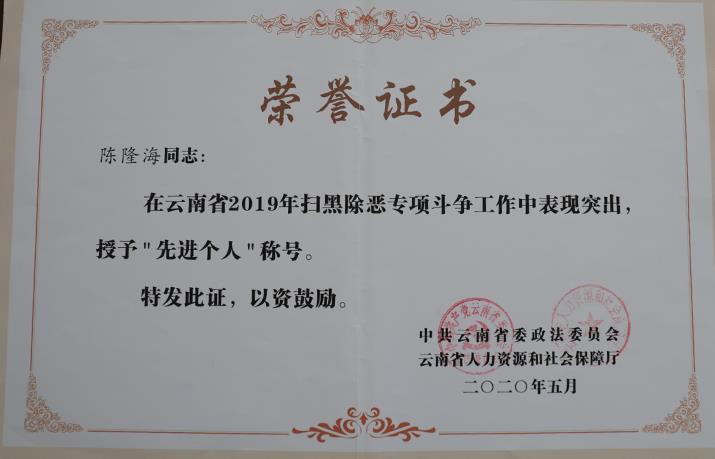 荣誉证书
陈隆海同志：
在云南省2019年扫黑除恶专项斗争工作中表现突出，
授予"先进个人"称号。
特发此证，以资鼓励。
中共云南省委政法委员会
云南省人力资源和社会保障厅
二〇二〇年五月